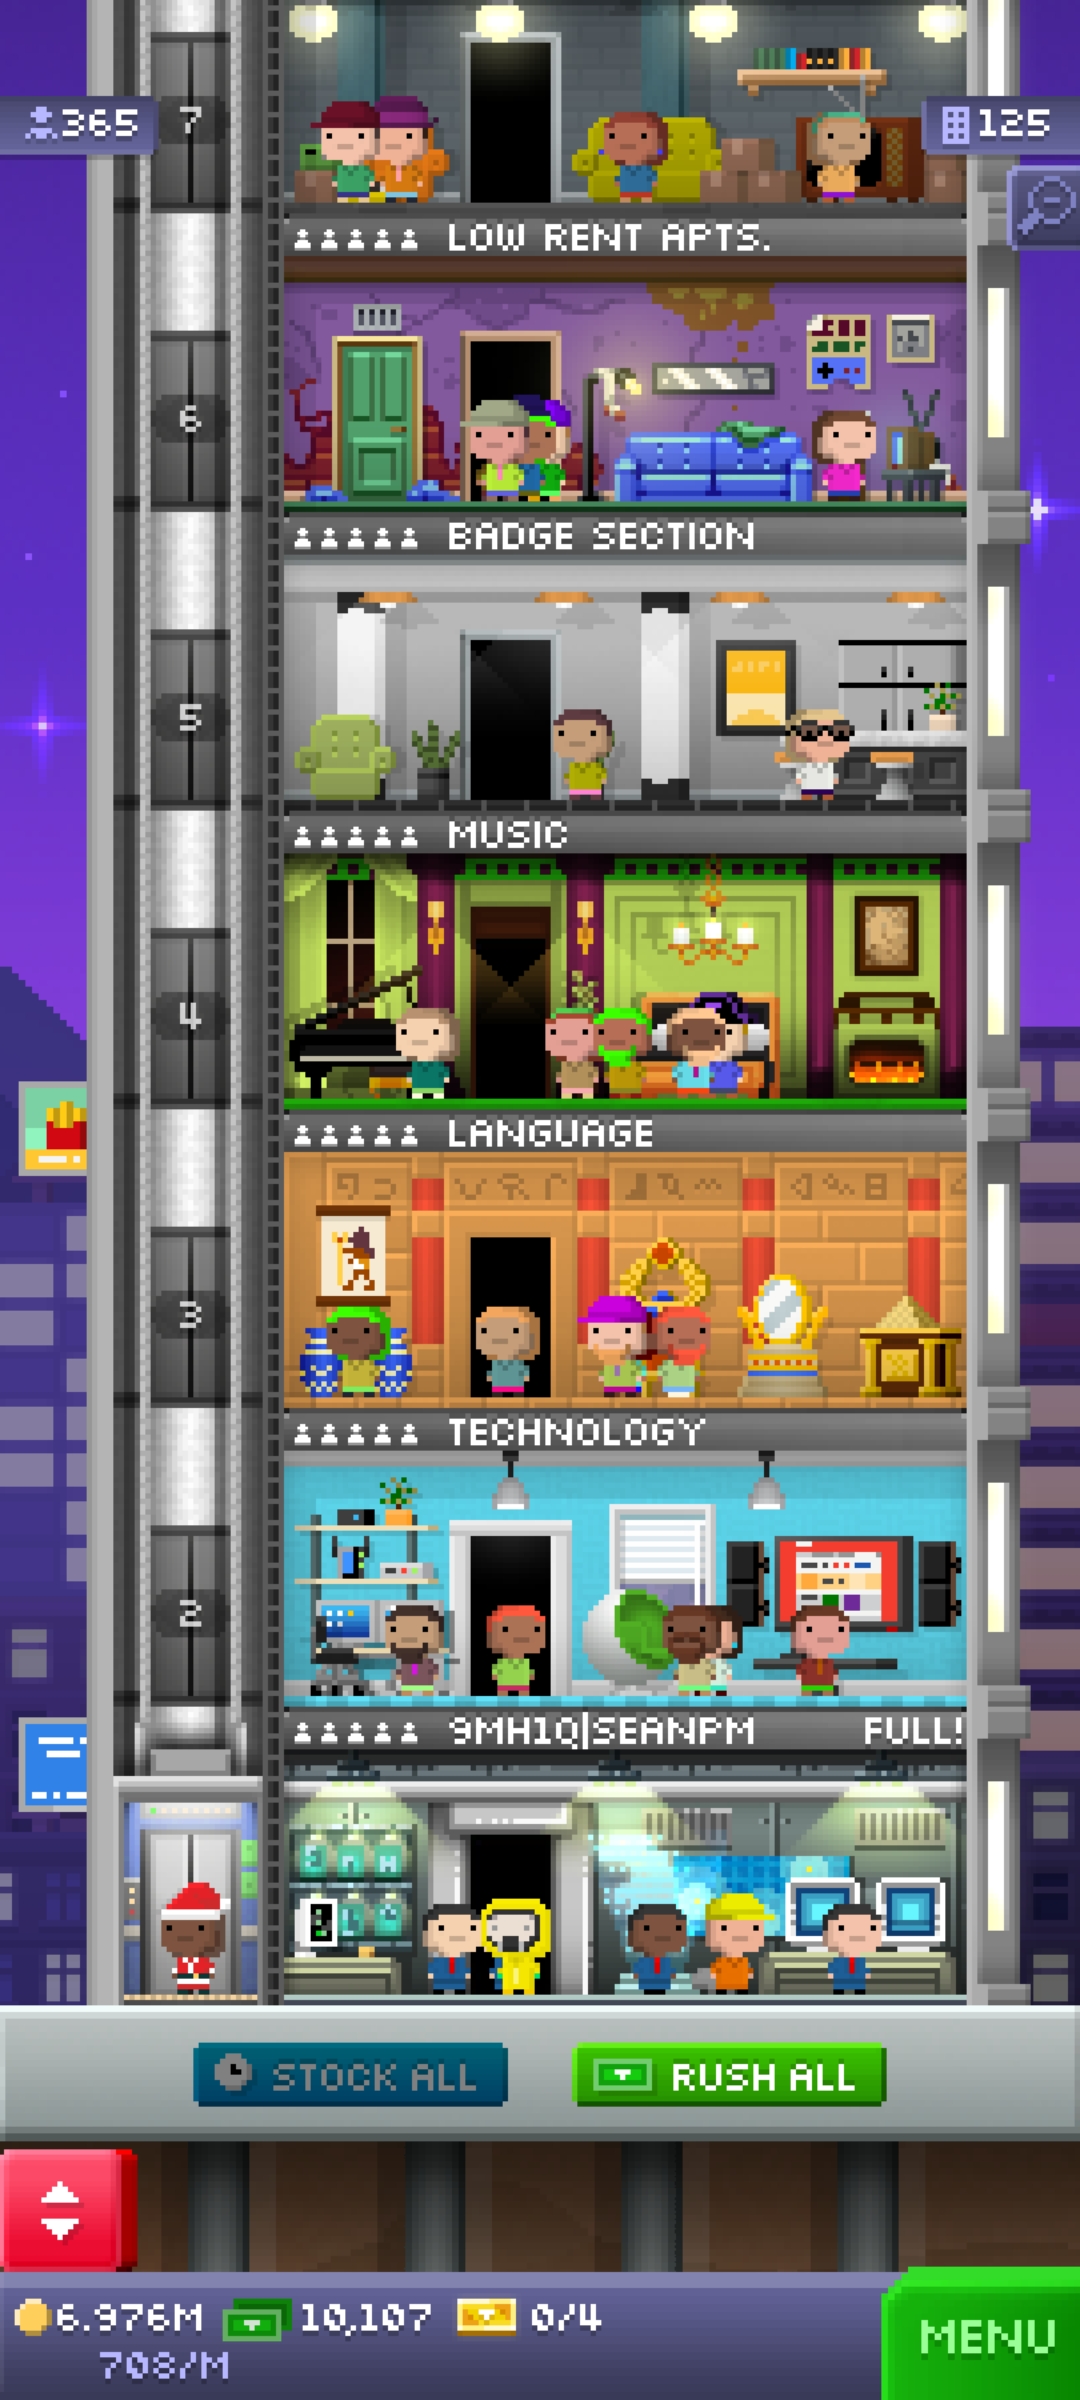 365
7
125
LOW RENT APTS.
6
BADGE SECTION
5
MUSIC
4
LANGUAGE
3
TECHNOLOGY
2
9MH1Q|SEANPM FULL!
STOCK ALL
RUSH ALL
6.976M
10,107
0/4
708/M
MENU